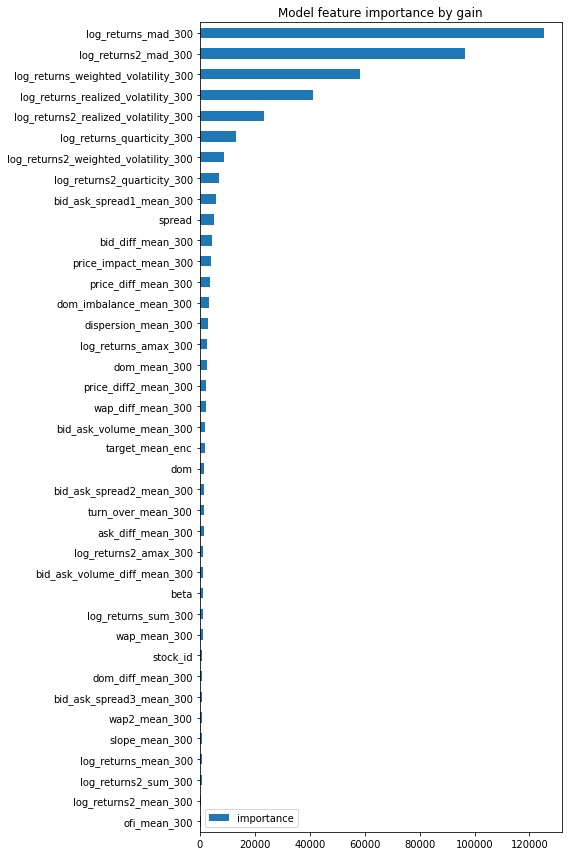 Model feature importance by gain
log_returns_mad_300
log_returns2_mad_300
log_returns_weighted_volatility_300
log_returns_realized_volatility_300
log_returns2_realized_volatility_300
log_returns_quarticity_300
log_returns2_weighted_volatility_300
log_returns2_quarticity_300
bid_ask_spread1_mean_300
spread
bid_diff_mean_300
price_impact_mean_300
price_diff_mean_300
dom_imbalance_mean_300
dispersion_mean_300
log_returns_amax_300
dom_mean_300
price_diff2_mean_300
wap_diff_mean_300
bid_ask_volume_mean_300
target_mean_enc
dom
bid_ask_spread2_mean_300
turn_over_mean_300
ask_diff_mean_300
log_returns2_amax_300
bid_ask_volume_diff_mean_300
beta
log_returns_sum_300
wap_mean_300
stock_id
dom_diff_mean_300
bid_ask_spread3_mean_300
wap2_mean_300
slope_mean_300
log_returns_mean_300
log_returns2_sum_300
log_returns2_mean_300
ofi_mean_300
importance
0 20000 40000 60000 80000 100000 120000